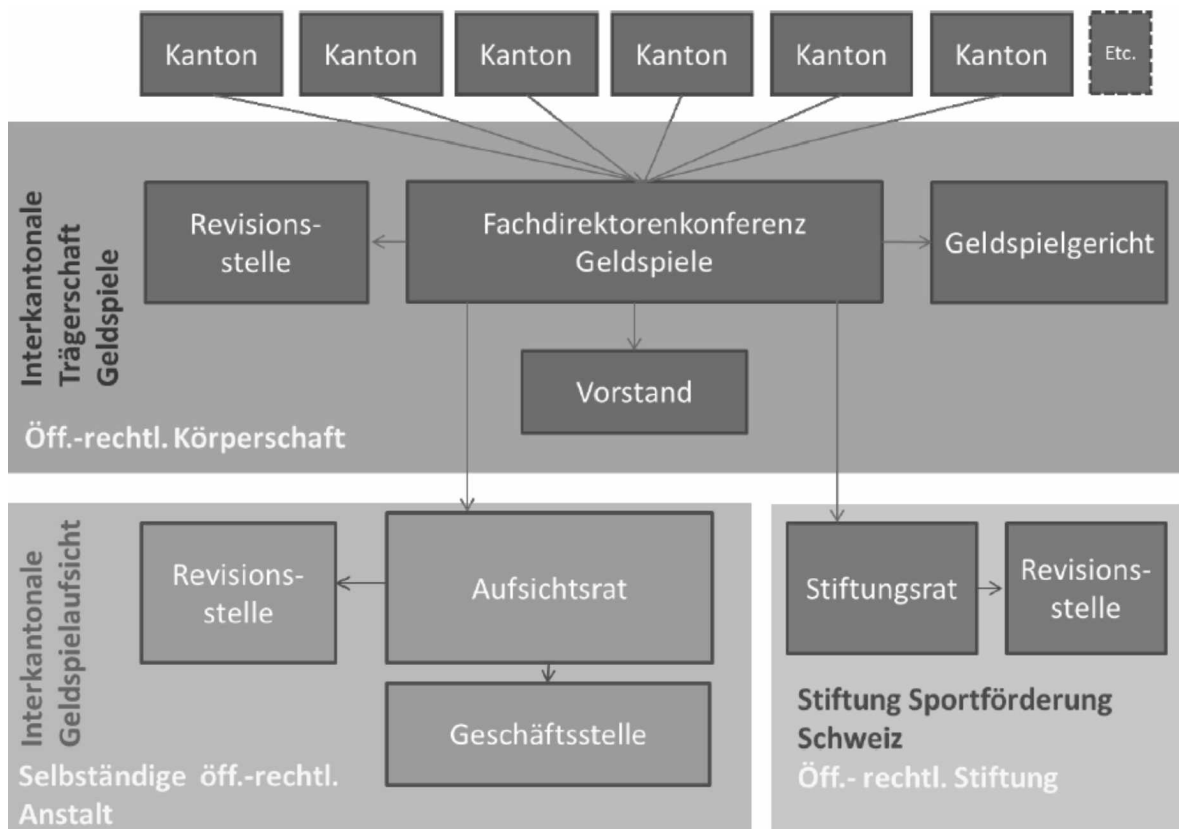 Kanton
Kanton
Kanton
Kanton
Kanton
Kanton
Etc.
Interkantonale
Trägerschaft
Geldspiele
Revisions-
stelle
Fachdirektorenkonferenz
Geldspiele
Geldspielgericht
Vorstand
Öff.-rechtl. Körperschaft
Interkantonale
Geldspielaufsicht
Revisions-
stelle
Aufsichtsrat
Geschäftsstelle
Selbständige öff.-rechtl.
Anstalt
Stiftungsrat
Revisions-
stelle
Stiftung Sportförderung
Schweiz
Öff.- rechtl. Stiftung